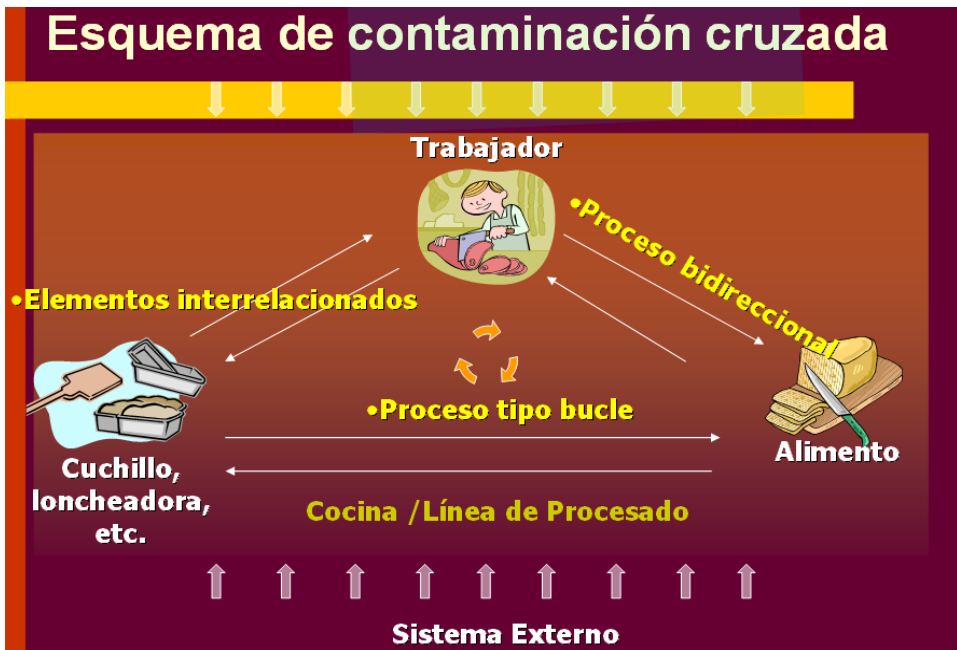 Esquema de contaminación cruzada
Trabajador
•Proceso bidireccional
•Elementos interrelacionados
•Proceso tipo bucle
Cuchillo,
loncheadora,
etc.
Alimento
Cocina /Línea de Procesado
Sistema Externo